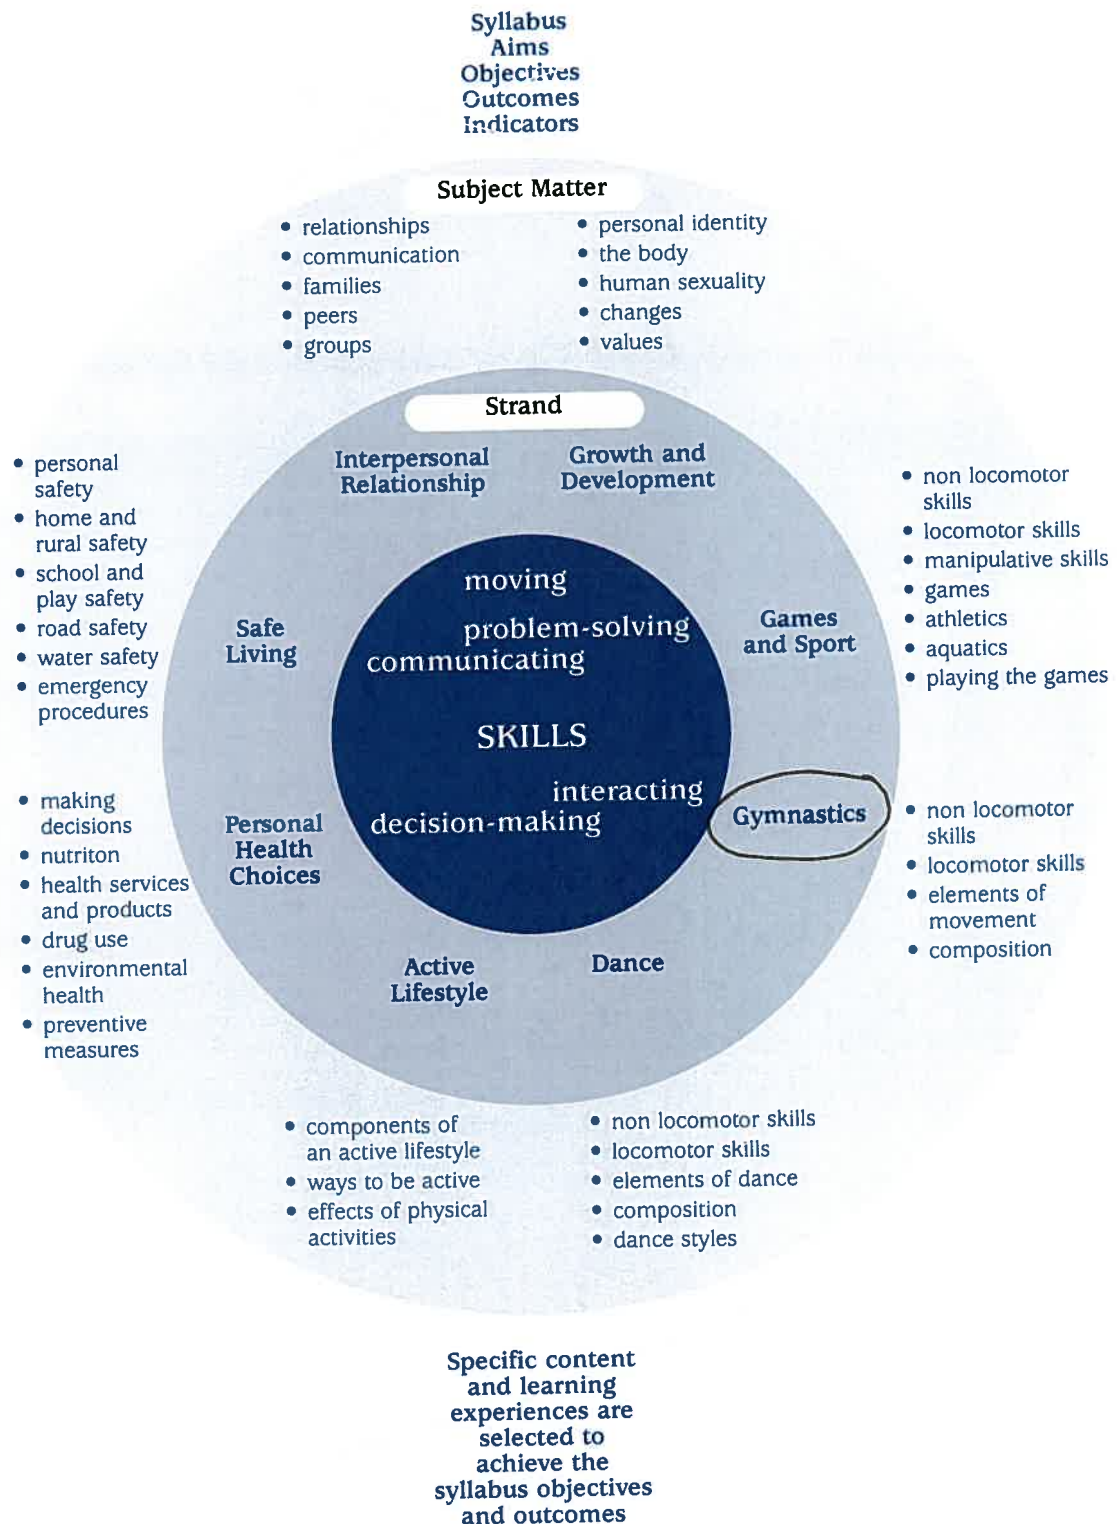 Syllabus
Aims
Objectives
Outcomes
Indicators
Subject Matter
• relationships
• communication
• families
• peers
• groups
• personal identity
• the body
• human sexuality
• changes
• values
Strand
Interpersonal
Relationship
Growth and
Development
• personal
safety
• home and
rural safety
• school and
play safety
• road safety
• water safety
• emergency
procedures
Safe
Living
moving
problem-solving
communicating
SKILLS
interacting
decision-making
Games
and Sport
• non locomotor
skills
• locomotor skills
• manipulative skills
• games
• athletics
• aquatics
• playing the games
• making
decisions
• nutriton
• health services
and products
• drug use
• environmental
health
• preventive
measures
Personal
Health
Choices
Gymnastics
• non locomotor
skills
• locomotor skills
• elements of
movement
• composition
Active
Lifestyle
Dance
• components of
an active lifestyle
• ways to be active
• effects of physical
activities
• non locomotor skills
• locomotor skills
• elements of dance
• composition
• dance styles
Specific content
and learning
experiences are
selected to
achieve the
syllabus objectives
and outcomes